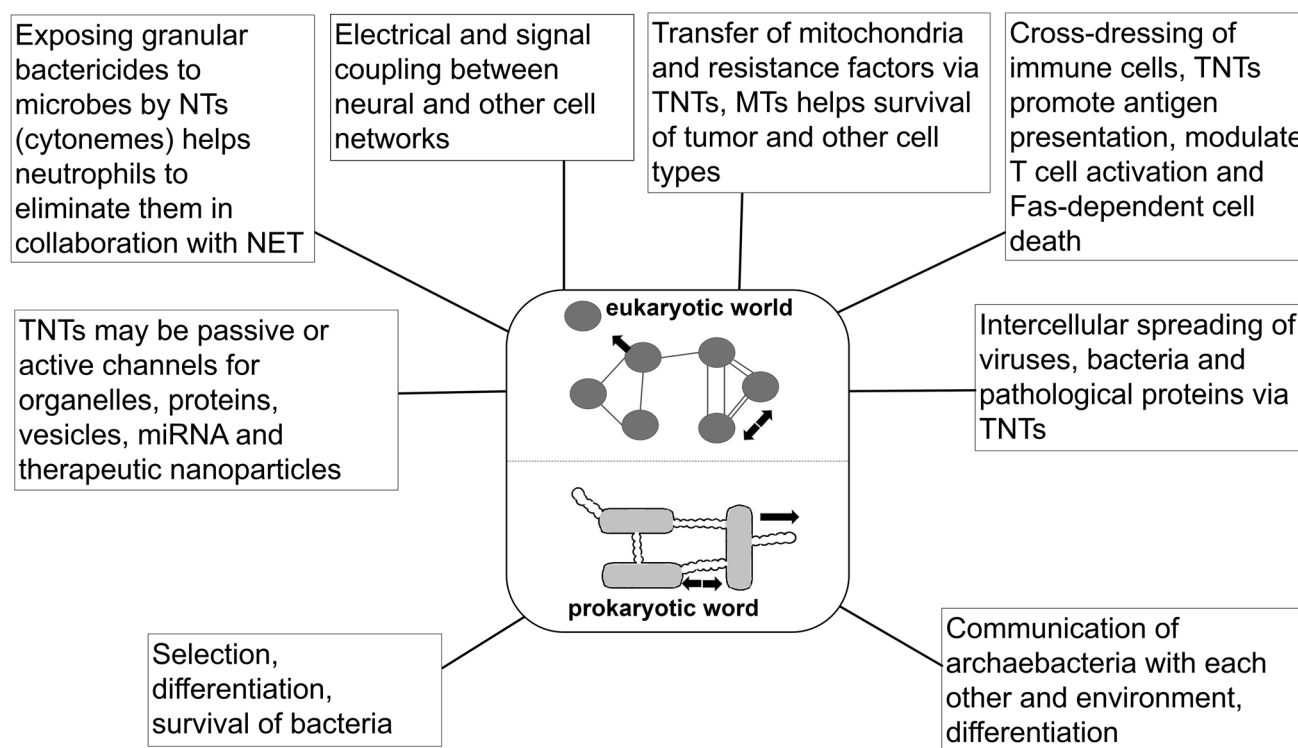 Exposing granular
bactericides to
microbes by NTs
(cytonemes) helps
neutrophils to
eliminate them in
collaboration with NET
Electrical and signal
coupling between
neural and other cell
networks
Transfer of mitochondria
and resistance factors via
TNTs, MTs helps survival
of tumor and other cell
types
Cross-dressing of
immune cells, TNTs
promote antigen
presentation, modulate
T cell activation and
Fas-dependent cell
death
TNTs may be passive or
active channels for
organelles, proteins,
vesicles, miRNA and
therapeutic nanoparticles
eukaryotic world
Intercellular spreading of
viruses, bacteria and
pathological proteins via
TNTs
prokaryotic word
Selection,
differentiation,
survival of bacteria
Communication of
archaebacteria with each
other and environment,
differentiation